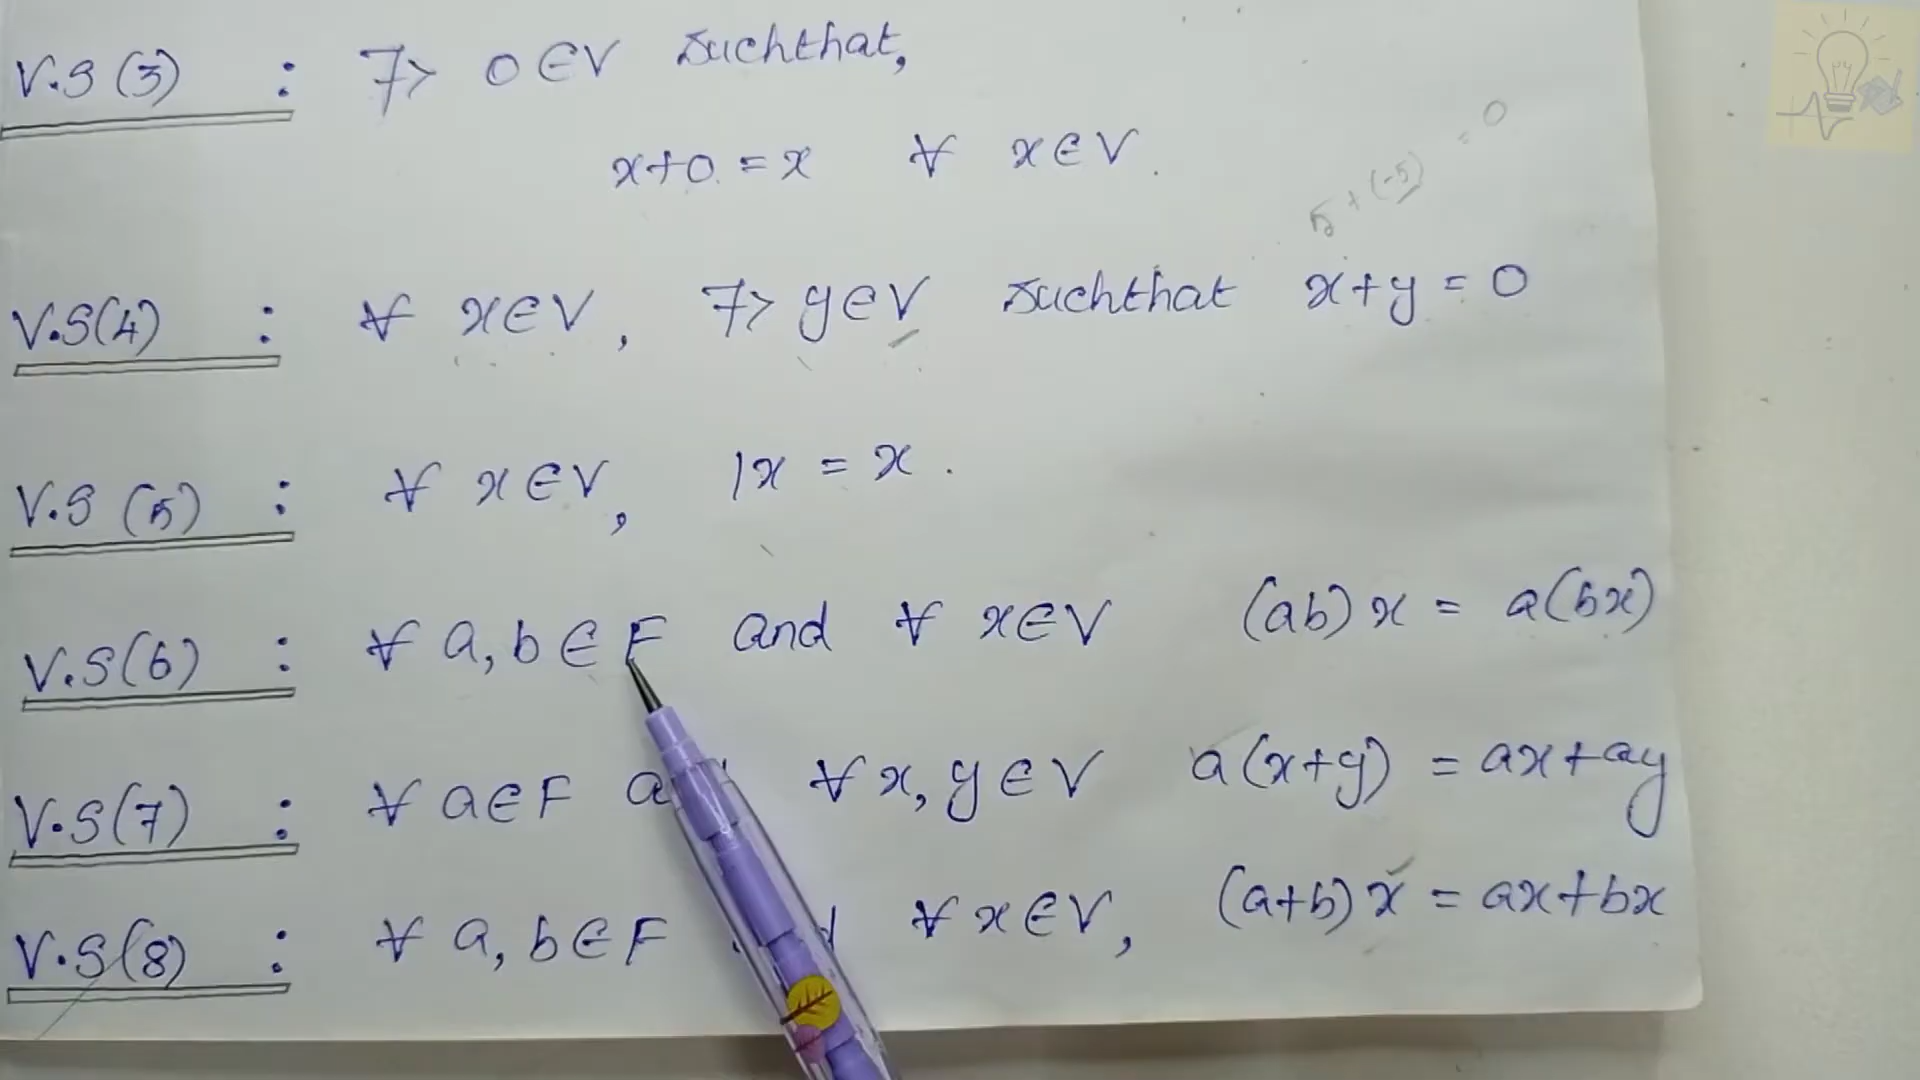 V.S (3) : ∃ 0∈V suchthat,
x+0 = x ∀ x∈V.
5 + (-5) = 0
V.S(4) : ∀ x∈V, ∃ y∈V suchthat x+y = 0
V.S (5) : ∀ x∈V, 1x = x.
V.S(6) : ∀ a,b∈F and ∀ x∈V (ab)x = a(bx)
V.S(7) : ∀ a∈F a ∀ x,y∈V a(x+y) = ax+ay
V.S(8) : ∀ a,b∈F d ∀ x∈V, (a+b)x = ax+bx